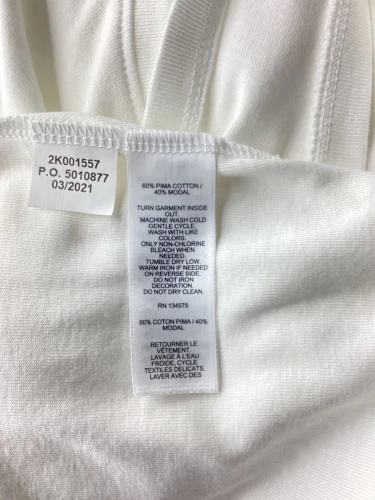 2K001557
P.O. 5010877
03/2021
60% PIMA COTTON /
40% MODAL
TURN GARMENT INSIDE
OUT.
MACHINE WASH COLD
GENTLE CYCLE.
WASH WITH LIKE
COLORS.
ONLY NON-CHLORINE
BLEACH WHEN
NEEDED.
TUMBLE DRY LOW.
WARM IRON IF NEEDED
ON REVERSE SIDE.
DO NOT IRON
DECORATION.
DO NOT DRY CLEAN.
RN 134578
60% COTON PIMA / 40%
MODAL
RETOURNER LE
VÊTEMENT.
LAVAGE À L'EAU
FROIDE, CYCLE
TEXTILES DELICATS.
LAVER AVEC DES